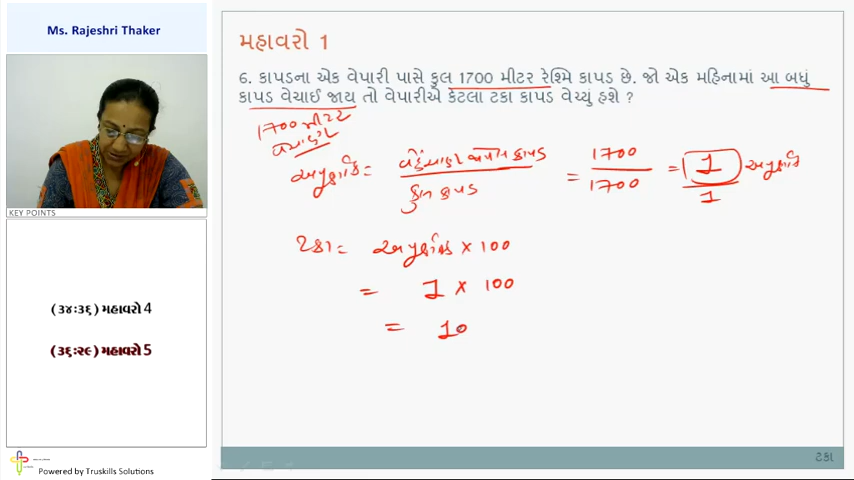 Ms. Rajeshri Thaker
KEY POINTS
(૩૪:૩૬) મહાવરો 4
(૩૬:૨૯) મહાવરો 5
Powered by Truskills Solutions
મહાવરો 1
6. કાપડના એક વેપારી પાસે કુલ 1700 મીટર રેશ્મિ કાપડ છે. જો એક મહિનામાં આ બધું
કાપડ વેચાઈ જાય તો વેપારીએ કેટલા ટકા કાપડ વેચ્યું હશે ?
1700 મીટર
વેચાણ
અપૂર્ણાંક = કાપડ / કુલ કાપડ = 1700 / 1700 = 1 / 1 અપૂર્ણાંક
ટકા = અપૂર્ણાંક × 100
= 1 × 100
= 10
ટકા